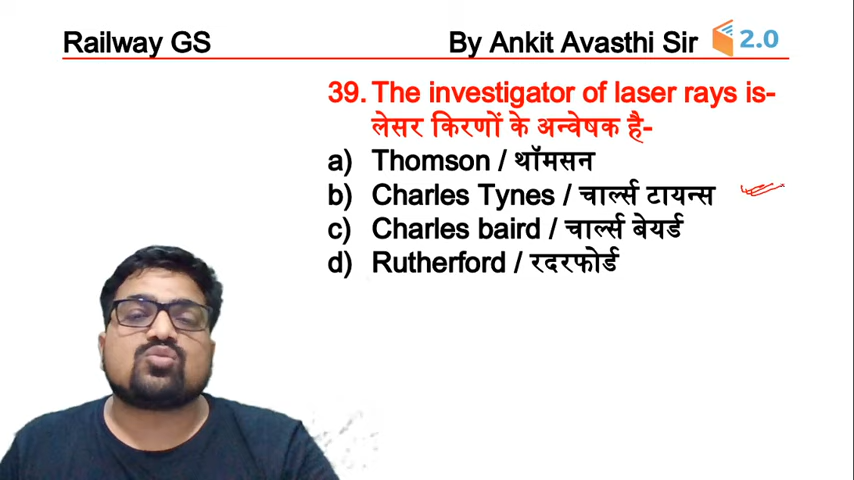 Railway GS
By Ankit Avasthi Sir 2.0
39. The investigator of laser rays is-
लेसर किरणों के अन्वेषक है-
a) Thomson / थॉमसन
b) Charles Tynes / चार्ल्स टायन्स
c) Charles baird / चार्ल्स बेयर्ड
d) Rutherford / रदरफोर्ड